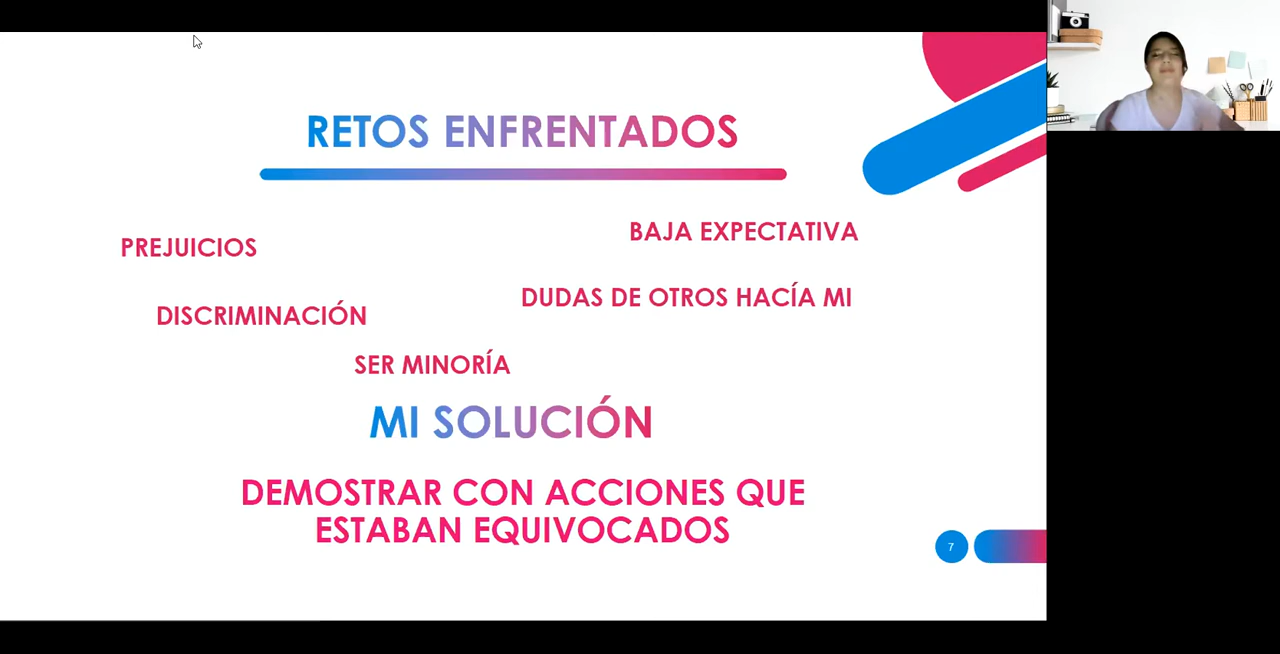 RETOS ENFRENTADOS
BAJA EXPECTATIVA
PREJUICIOS
DUDAS DE OTROS HACÍA MI
DISCRIMINACIÓN
SER MINORÍA
MI SOLUCIÓN
DEMOSTRAR CON ACCIONES QUE
ESTABAN EQUIVOCADOS
7